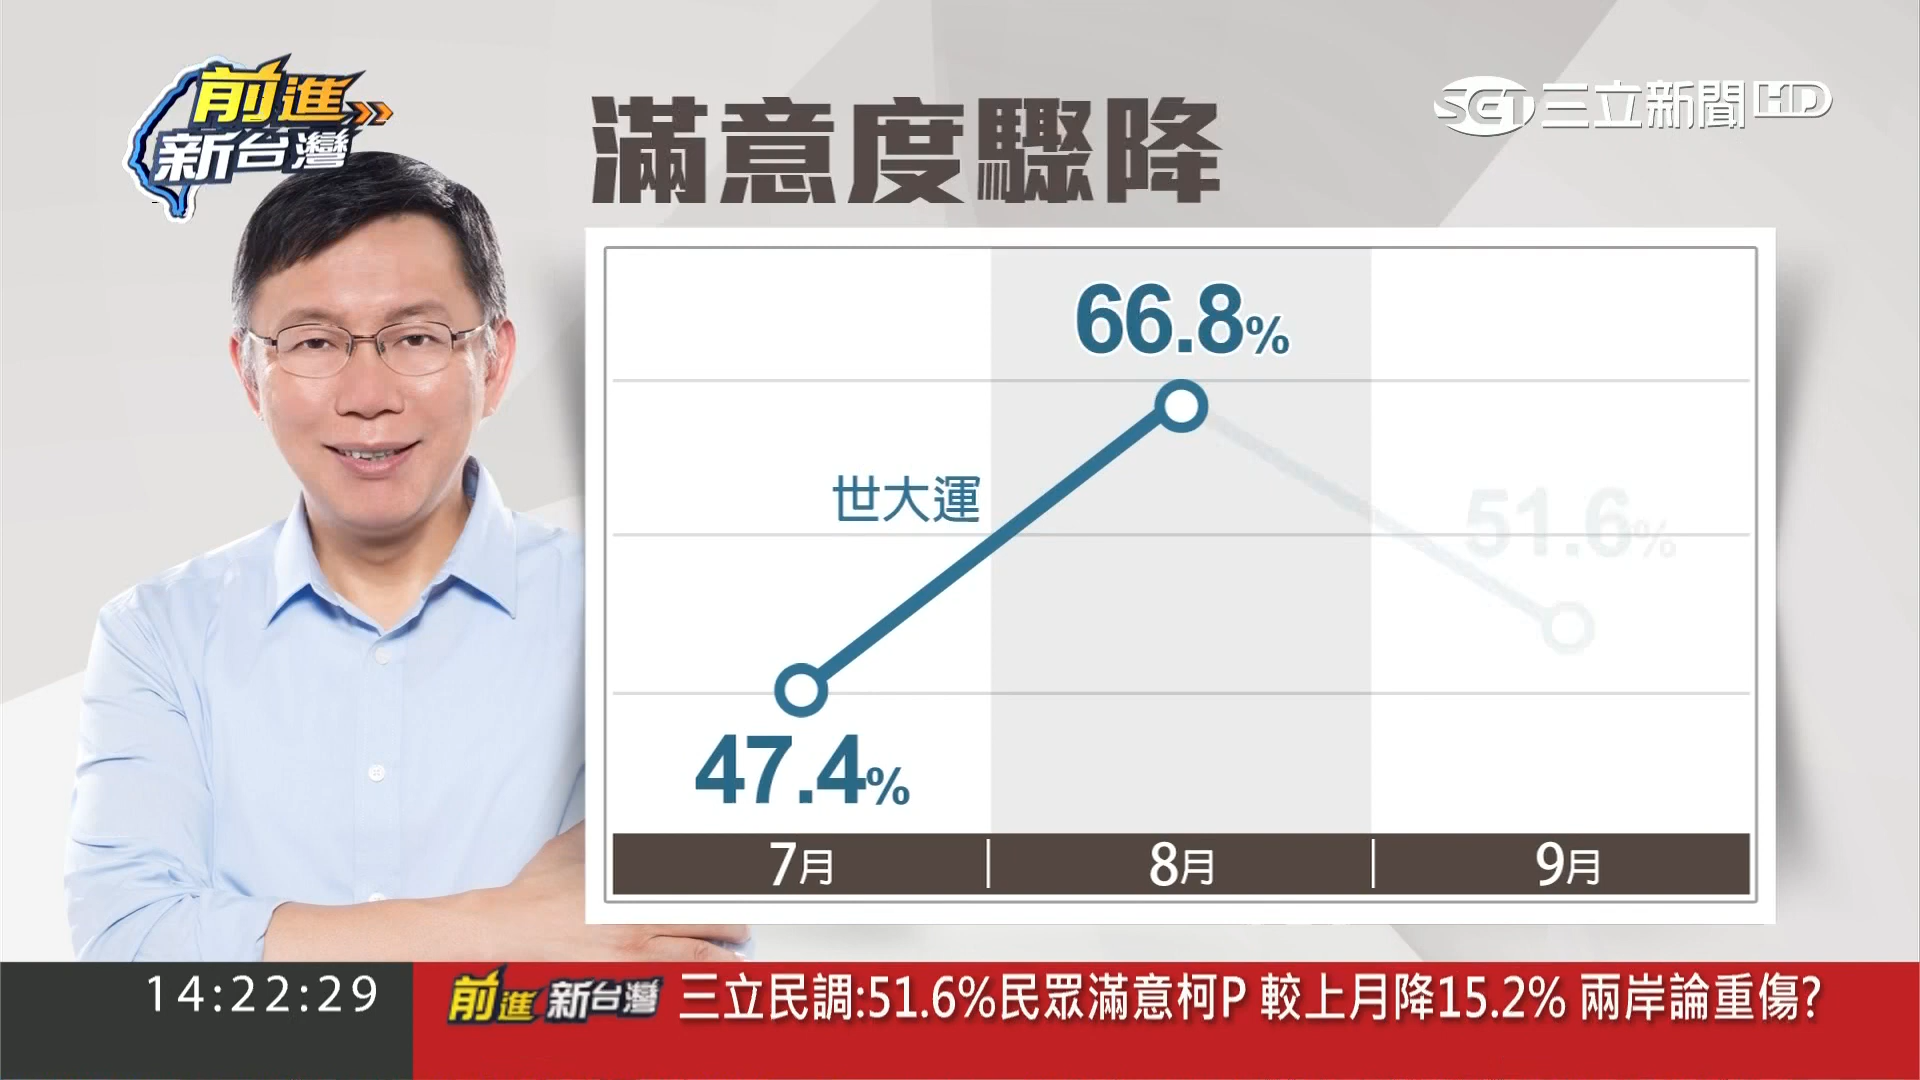 前進
新台灣
SET三立新聞HD
滿意度驟降
66.8%
世大運
51.6%
47.4%
7月
8月
9月
14:22:29
前進新台灣 三立民調:51.6%民眾滿意柯P 較上月降15.2% 兩岸論重傷?